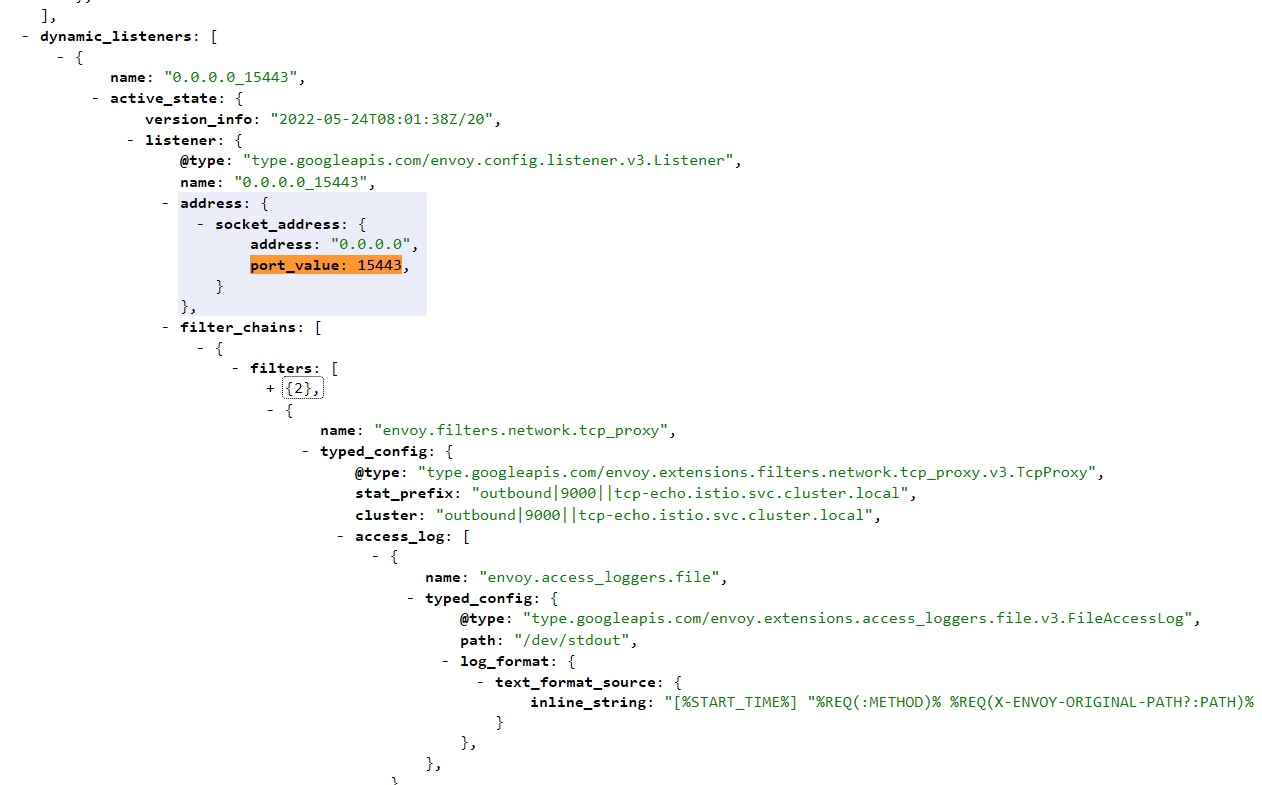 ],
- dynamic_listeners: [
- {
name: "0.0.0.0_15443",
- active_state: {
version_info: "2022-05-24T08:01:38Z/20",
- listener: {
@type: "type.googleapis.com/envoy.config.listener.v3.Listener",
name: "0.0.0.0_15443",
- address: {
- socket_address: {
address: "0.0.0.0",
port_value: 15443,
}
},
- filter_chains: [
- {
- filters: [
+ {2},
- {
name: "envoy.filters.network.tcp_proxy",
- typed_config: {
@type: "type.googleapis.com/envoy.extensions.filters.network.tcp_proxy.v3.TcpProxy",
stat_prefix: "outbound|9000||tcp-echo.istio.svc.cluster.local",
cluster: "outbound|9000||tcp-echo.istio.svc.cluster.local",
- access_log: [
- {
name: "envoy.access_loggers.file",
- typed_config: {
@type: "type.googleapis.com/envoy.extensions.access_loggers.file.v3.FileAccessLog",
path: "/dev/stdout",
- log_format: {
- text_format_source: {
inline_string: "[%START_TIME%] "%REQ(:METHOD)% %REQ(X-ENVOY-ORIGINAL-PATH?:PATH)%
}
},
},